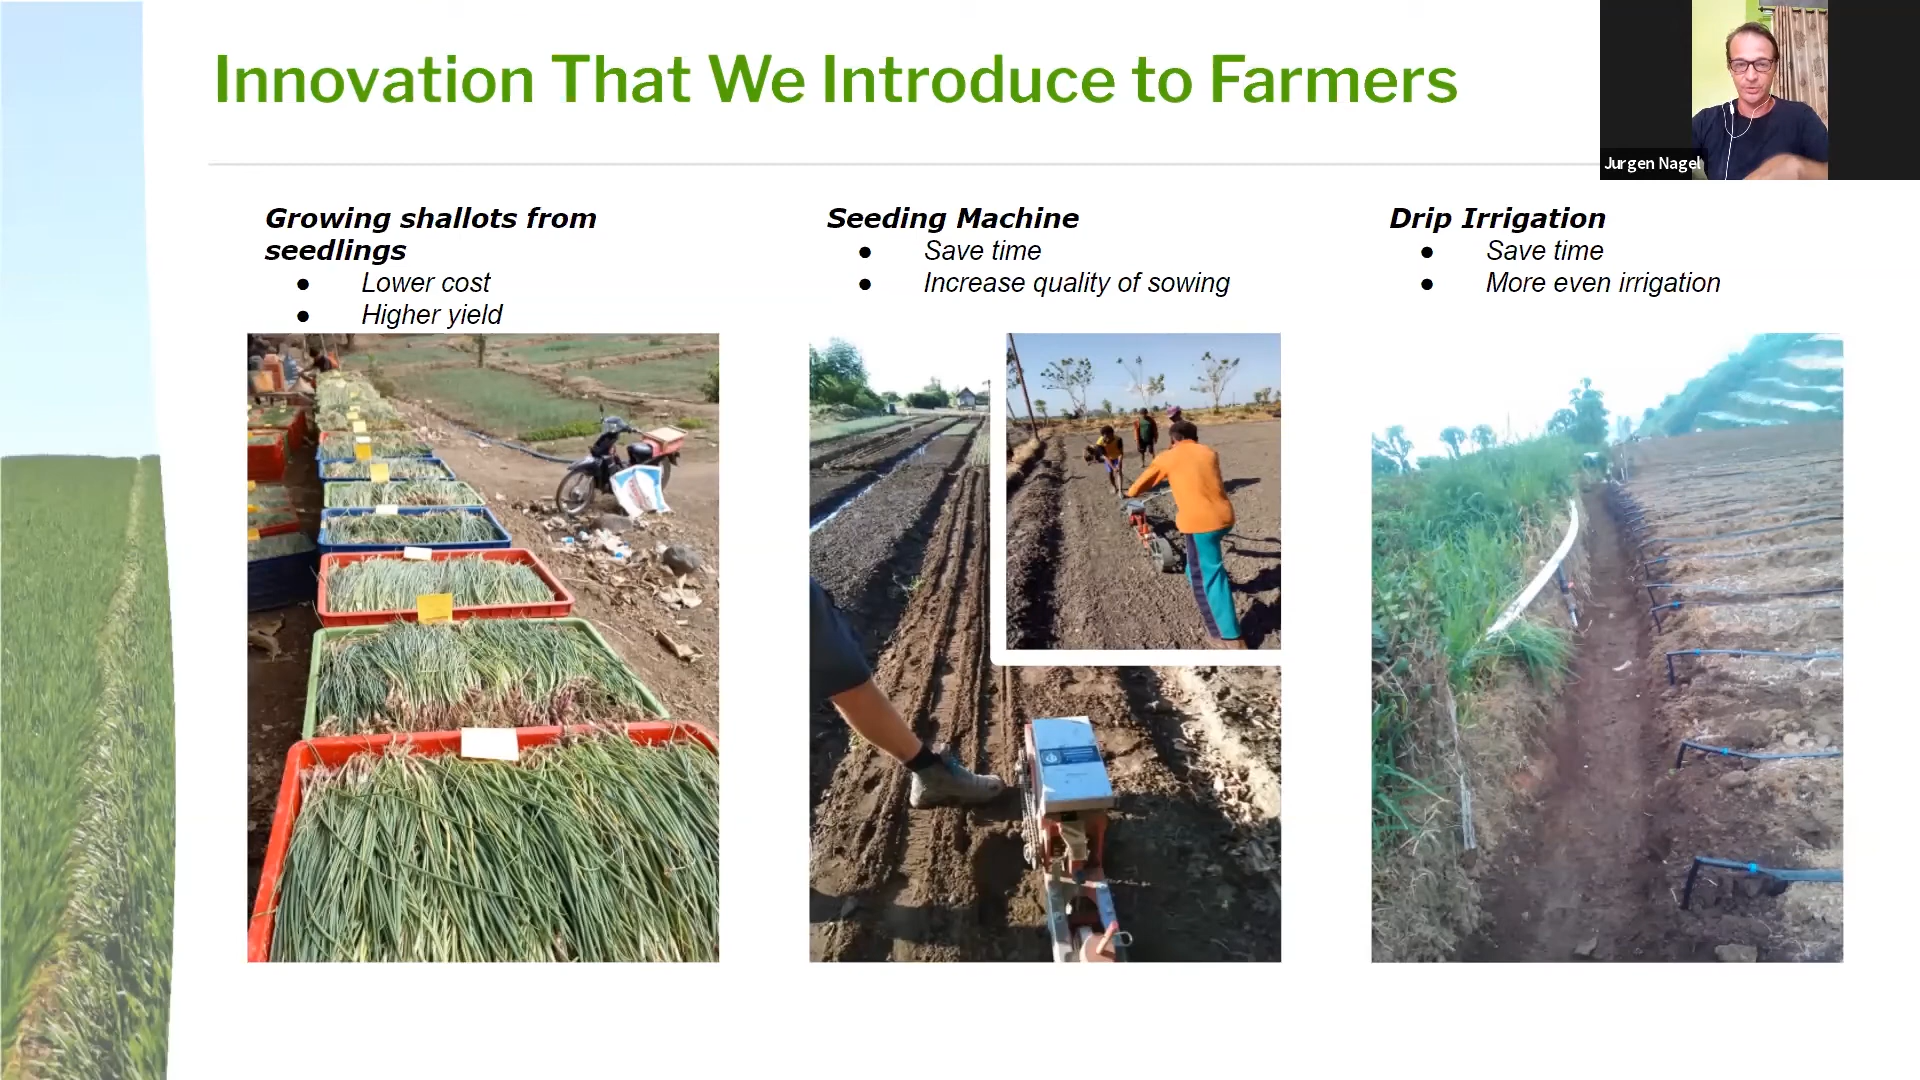 Innovation That We Introduce to Farmers
Jurgen Nagel
Growing shallots from
seedlings
● Lower cost
● Higher yield
Seeding Machine
● Save time
● Increase quality of sowing
Drip Irrigation
● Save time
● More even irrigation